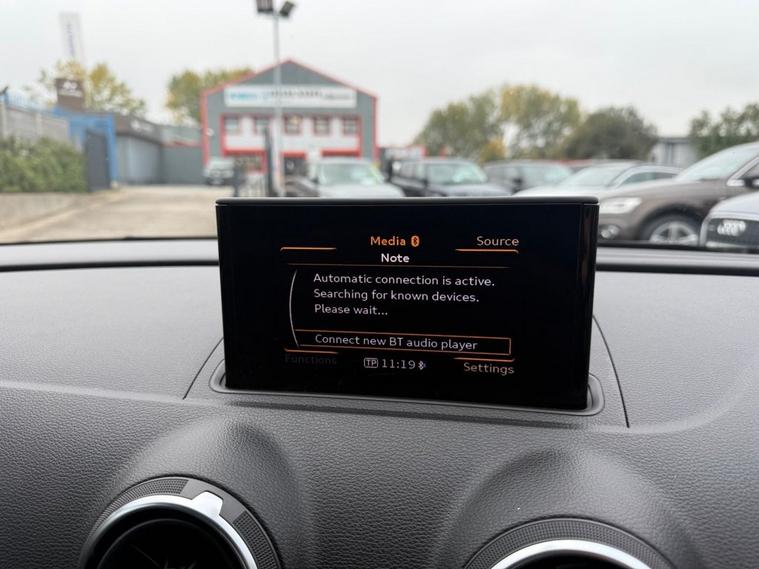 Media
Source
Note
Automatic connection is active.
Searching for known devices.
Please wait...
Connect new BT audio player
Functions
TP 11:19
Settings